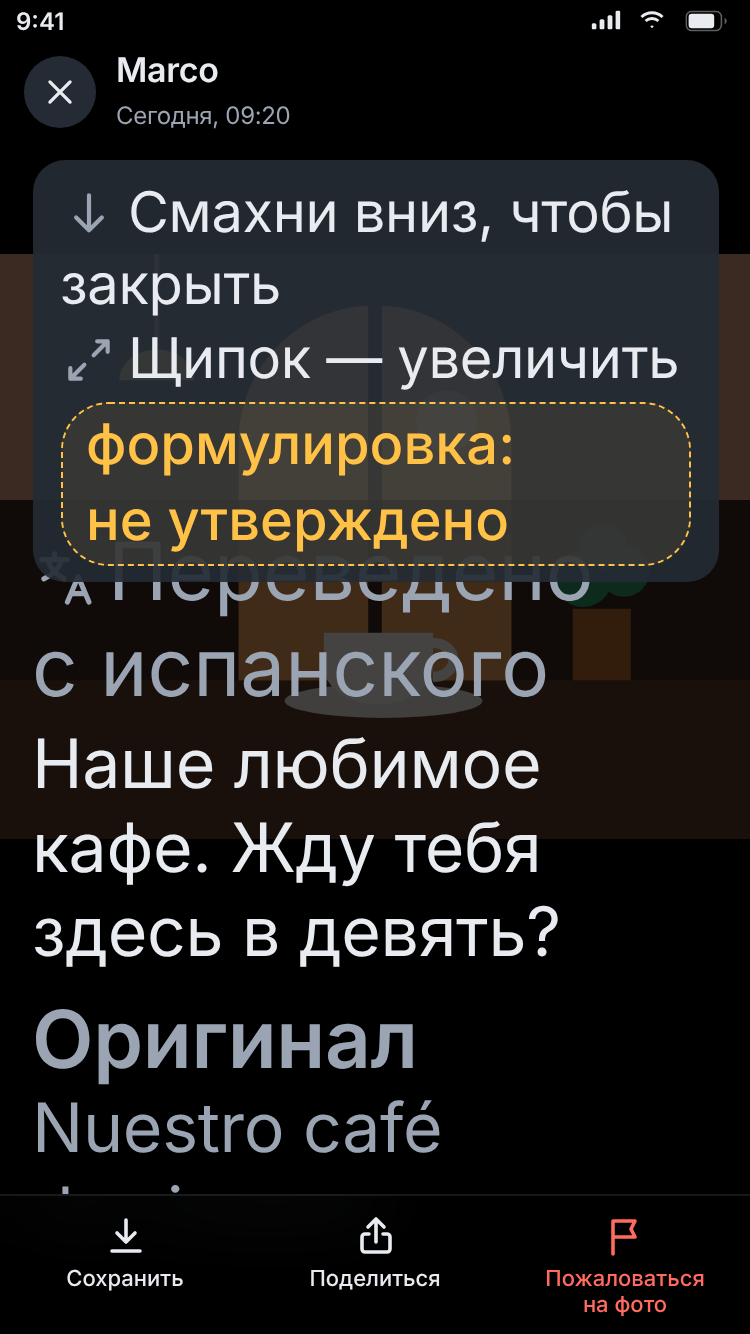 9:41
Marco
Сегодня, 09:20
Смахни вниз, чтобы
закрыть
Щипок — увеличить
формулировка:
не утверждено
Переведено
с испанского
Наше любимое
кафе. Жду тебя
здесь в девять?
Оригинал
Nuestro café
Сохранить
Поделиться
Пожаловаться
на фото